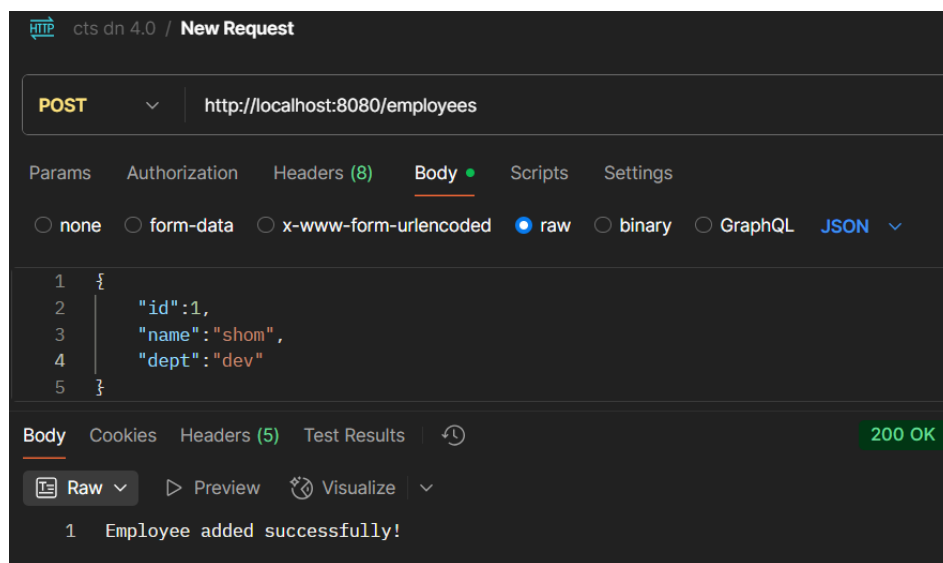 HTTP cts dn 4.0 / New Request
POST http://localhost:8080/employees
Params Authorization Headers (8) Body Scripts Settings
none form-data x-www-form-urlencoded raw binary GraphQL JSON
1 {
2 "id":1,
3 "name":"shom",
4 "dept":"dev"
5 }
Body Cookies Headers (5) Test Results 200 OK
Raw Preview Visualize
1 Employee added successfully!